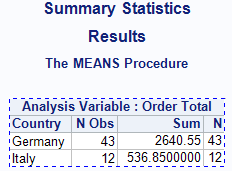 Summary Statistics
Results
The MEANS Procedure
Analysis Variable : Order Total
Country N Obs Sum N
Germany 43 2640.55 43
Italy 12 536.8500000 12